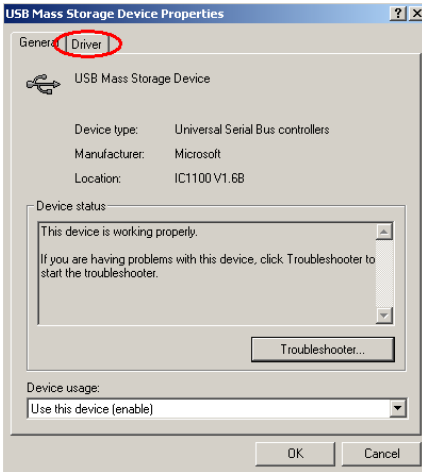 USB Mass Storage Device Properties
General Driver
USB Mass Storage Device
Device type: Universal Serial Bus controllers
Manufacturer: Microsoft
Location: IC1100 V1.6B
Device status
This device is working properly.
If you are having problems with this device, click Troubleshooter to
start the troubleshooter.
Troubleshooter...
Device usage:
Use this device (enable)
OK Cancel